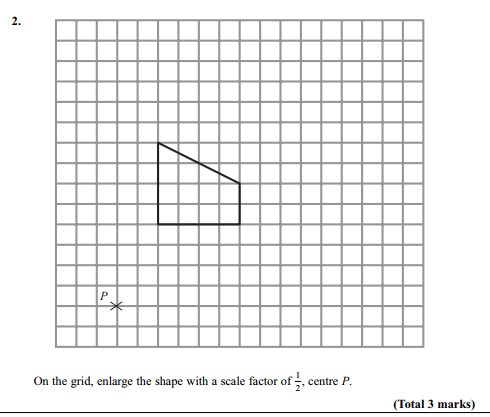 2.
P
On the grid, enlarge the shape with a scale factor of 1/2, centre P.
(Total 3 marks)